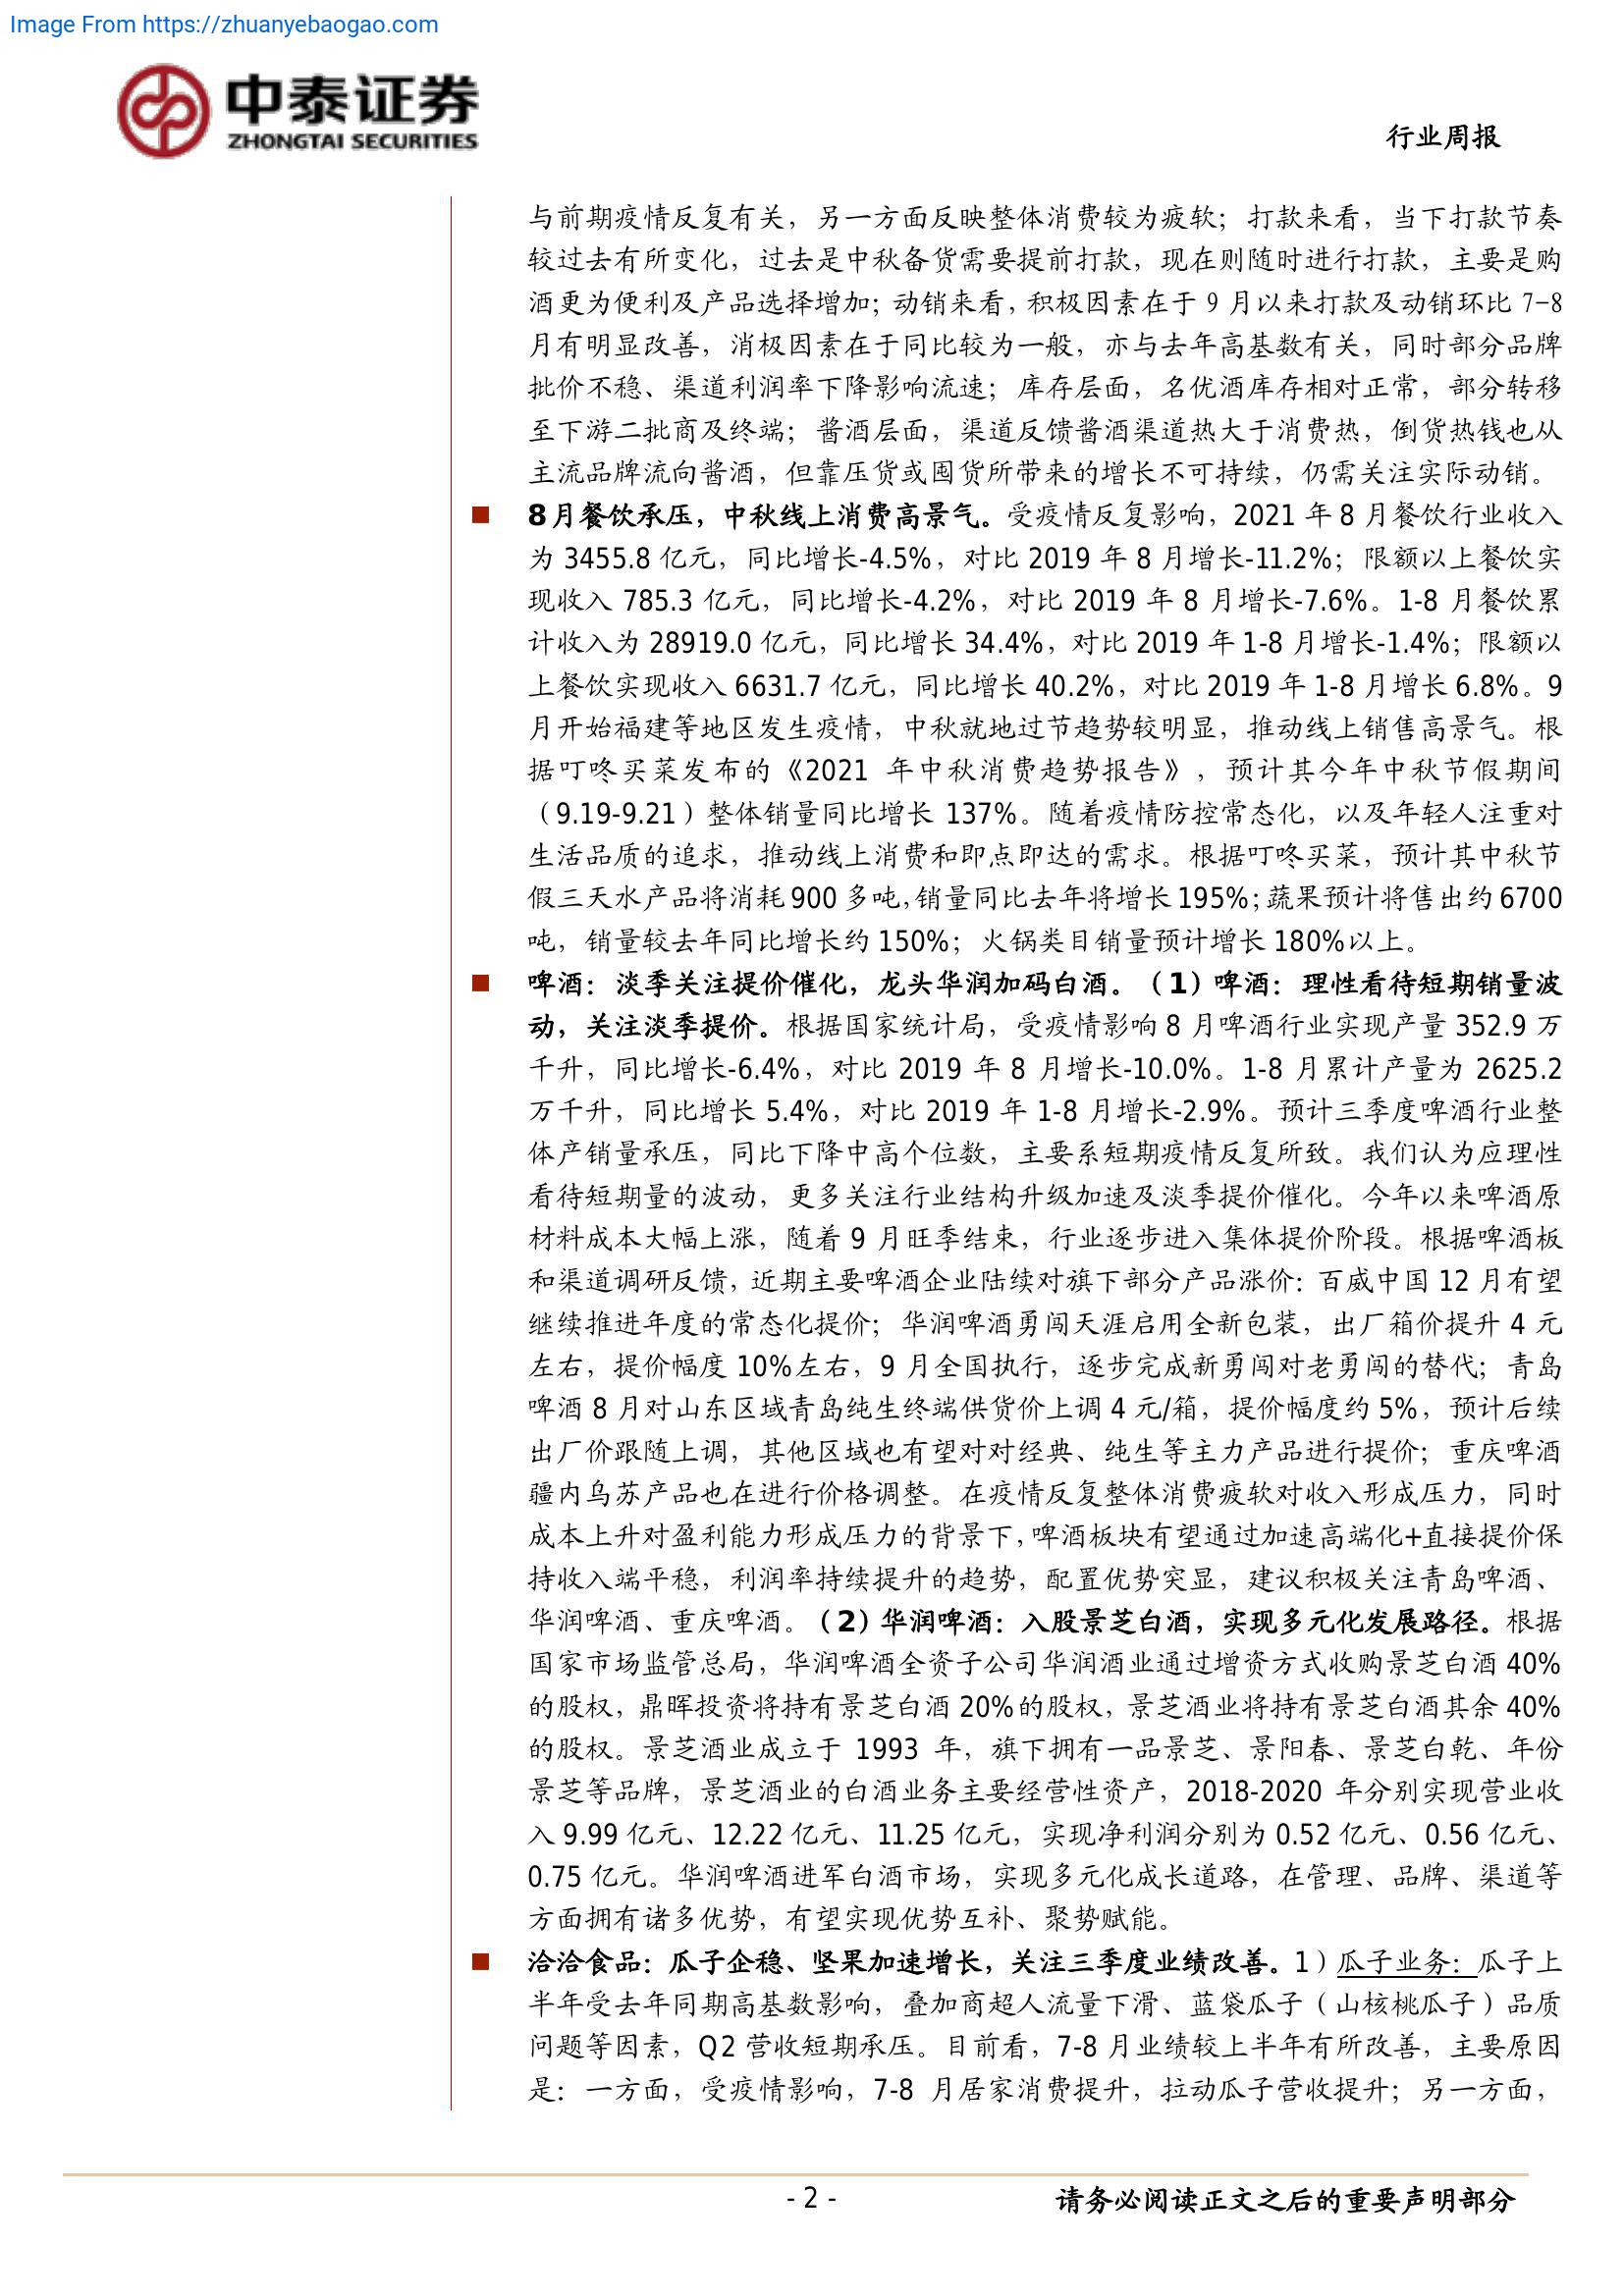 Image From https://zhuanyebaogao.com
中泰证券
ZHONGTAI SECURITIES
行业周报
与前期疫情反复有关，另一方面反映整体消费较为疲软；打款来看，当下打款节奏
较过去有所变化，过去是中秋备货需要提前打款，现在则随时进行打款，主要是购
酒更为便利及产品选择增加；动销来看，积极因素在于 9 月以来打款及动销环比 7-8
月有明显改善，消极因素在于同比较为一般，亦与去年高基数有关，同时部分品牌
批价不稳、渠道利润率下降影响流速；库存层面，名优酒库存相对正常，部分转移
至下游二批商及终端；酱酒层面，渠道反馈酱酒渠道热大于消费热，倒货热钱也从
主流品牌流向酱酒，但靠压货或囤货所带来的增长不可持续，仍需关注实际动销。
■ 8月餐饮承压，中秋线上消费高景气。受疫情反复影响，2021 年 8 月餐饮行业收入
为 3455.8 亿元，同比增长-4.5%，对比 2019 年 8 月增长-11.2%；限额以上餐饮实
现收入 785.3 亿元，同比增长-4.2%，对比 2019 年 8 月增长-7.6%。1-8 月餐饮累
计收入为 28919.0 亿元，同比增长 34.4%，对比 2019 年 1-8 月增长-1.4%；限额以
上餐饮实现收入 6631.7 亿元，同比增长 40.2%，对比 2019 年 1-8 月增长 6.8%。9
月开始福建等地区发生疫情，中秋就地过节趋势较明显，推动线上销售高景气。根
据叮咚买菜发布的《2021 年中秋消费趋势报告》，预计其今年中秋节假期间
（9.19-9.21）整体销量同比增长 137%。随着疫情防控常态化，以及年轻人注重对
生活品质的追求，推动线上消费和即点即达的需求。根据叮咚买菜，预计其中秋节
假三天水产品将消耗 900 多吨，销量同比去年将增长 195%；蔬果预计将售出约 6700
吨，销量较去年同比增长约 150%；火锅类目销量预计增长 180%以上。
■ 啤酒：淡季关注提价催化，龙头华润加码白酒。（1）啤酒：理性看待短期销量波
动，关注淡季提价。根据国家统计局，受疫情影响 8 月啤酒行业实现产量 352.9 万
千升，同比增长-6.4%，对比 2019 年 8 月增长-10.0%。1-8 月累计产量为 2625.2
万千升，同比增长 5.4%，对比 2019 年 1-8 月增长-2.9%。预计三季度啤酒行业整
体产销量承压，同比下降中高个位数，主要系短期疫情反复所致。我们认为应理性
看待短期量的波动，更多关注行业结构升级加速及淡季提价催化。今年以来啤酒原
材料成本大幅上涨，随着 9 月旺季结束，行业逐步进入集体提价阶段。根据啤酒板
和渠道调研反馈，近期主要啤酒企业陆续对旗下部分产品涨价：百威中国 12 月有望
继续推进年度的常态化提价；华润啤酒勇闯天涯启用全新包装，出厂箱价提升 4 元
左右，提价幅度 10%左右，9 月全国执行，逐步完成新勇闯对老勇闯的替代；青岛
啤酒 8 月对山东区域青岛纯生终端供货价上调 4 元/箱，提价幅度约 5%，预计后续
出厂价跟随上调，其他区域也有望对对经典、纯生等主力产品进行提价；重庆啤酒
疆内乌苏产品也在进行价格调整。在疫情反复整体消费疲软对收入形成压力，同时
成本上升对盈利能力形成压力的背景下，啤酒板块有望通过加速高端化+直接提价保
持收入端平稳，利润率持续提升的趋势，配置优势突显，建议积极关注青岛啤酒、
华润啤酒、重庆啤酒。（2）华润啤酒：入股景芝白酒，实现多元化发展路径。根据
国家市场监管总局，华润啤酒全资子公司华润酒业通过增资方式收购景芝白酒 40%
的股权，鼎晖投资将持有景芝白酒 20%的股权，景芝酒业将持有景芝白酒其余 40%
的股权。景芝酒业成立于 1993 年，旗下拥有一品景芝、景阳春、景芝白乾、年份
景芝等品牌，景芝酒业的白酒业务主要经营性资产，2018-2020 年分别实现营业收
入 9.99 亿元、12.22 亿元、11.25 亿元，实现净利润分别为 0.52 亿元、0.56 亿元、
0.75 亿元。华润啤酒进军白酒市场，实现多元化成长道路，在管理、品牌、渠道等
方面拥有诸多优势，有望实现优势互补、聚势赋能。
■ 洽洽食品：瓜子企稳、坚果加速增长，关注三季度业绩改善。1）瓜子业务：瓜子上
半年受去年同期高基数影响，叠加商超人流量下滑、蓝袋瓜子（山核桃瓜子）品质
问题等因素，Q2 营收短期承压。目前看，7-8 月业绩较上半年有所改善，主要原因
是：一方面，受疫情影响，7-8 月居家消费提升，拉动瓜子营收提升；另一方面，
- 2 -
请务必阅读正文之后的重要声明部分